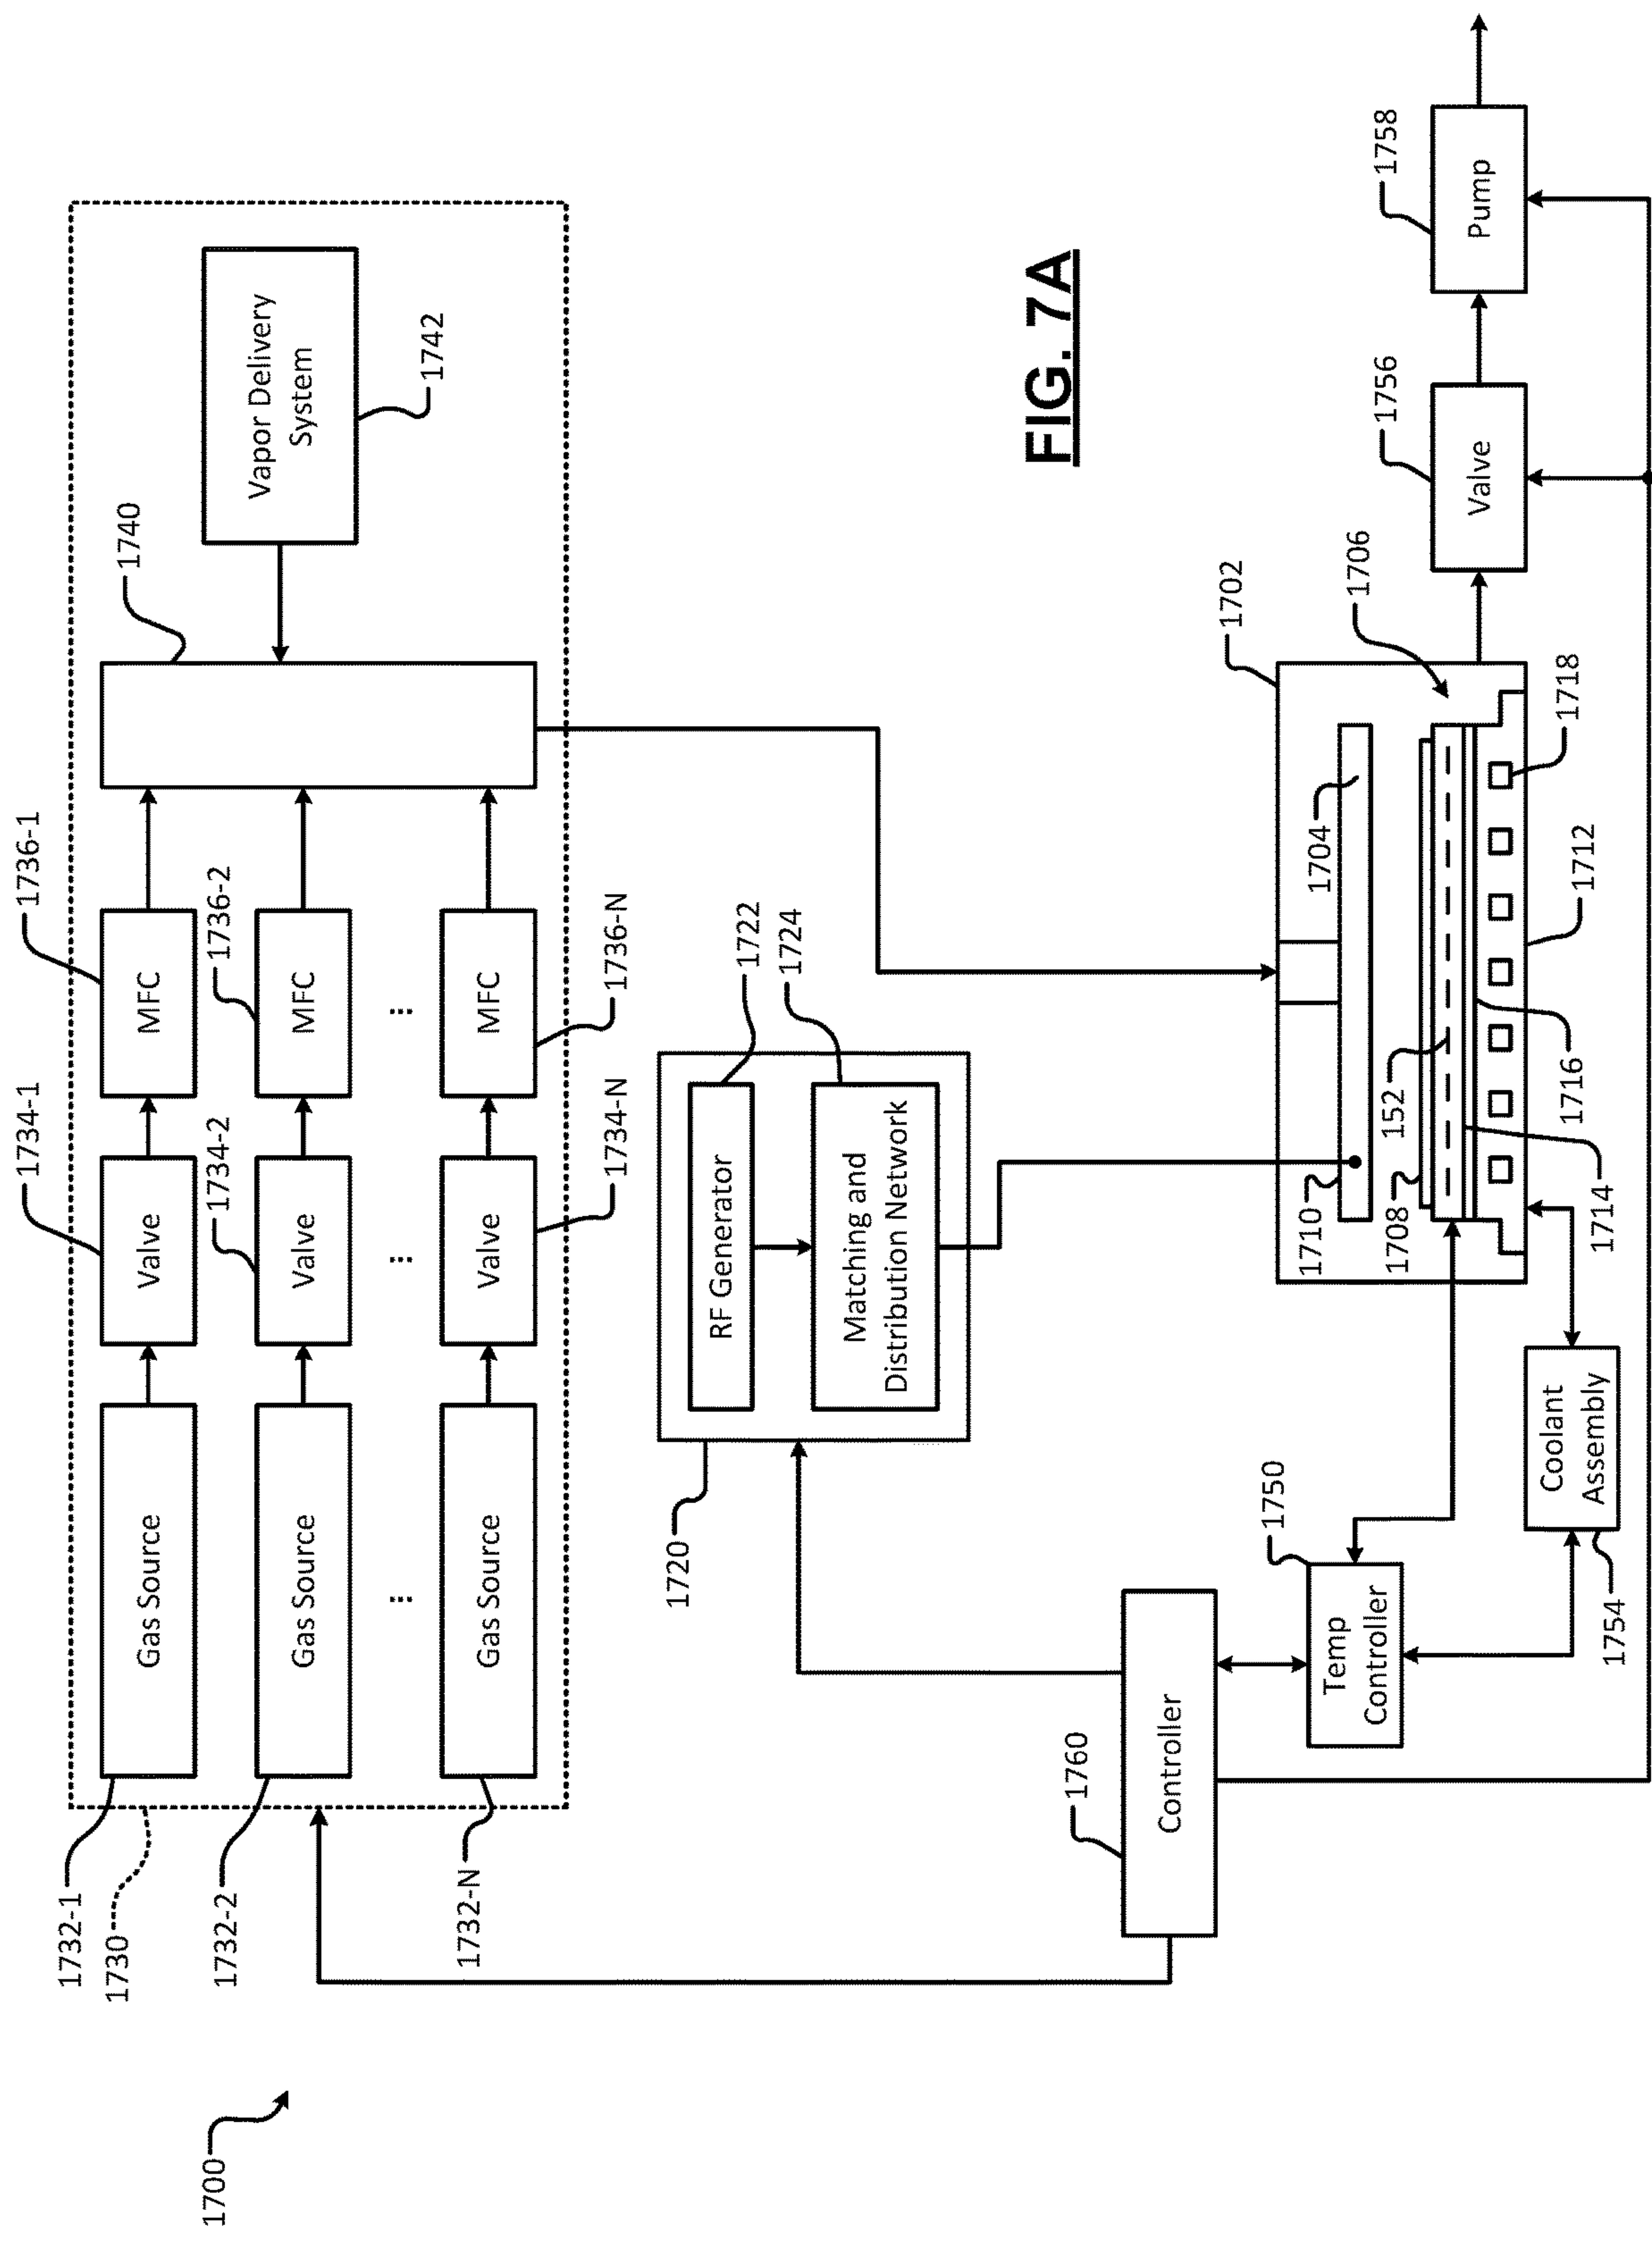 1700
1732-1
1730
1732-2
1732-N
Gas Source
Gas Source
...
Gas Source
1734-1
Valve
1734-2
Valve
...
Valve
1734-N
1736-1
MFC
1736-2
MFC
...
MFC
1736-N
1740
Vapor Delivery
System
1742
1720
RF Generator
1722
Matching and
Distribution Network
1724
1760
Controller
1750
Temp
Controller
1754
Coolant
Assembly
1702
1704
1710
1706
1708
152
1714
1716
1712
1718
1756
Valve
1758
Pump
FIG. 7A